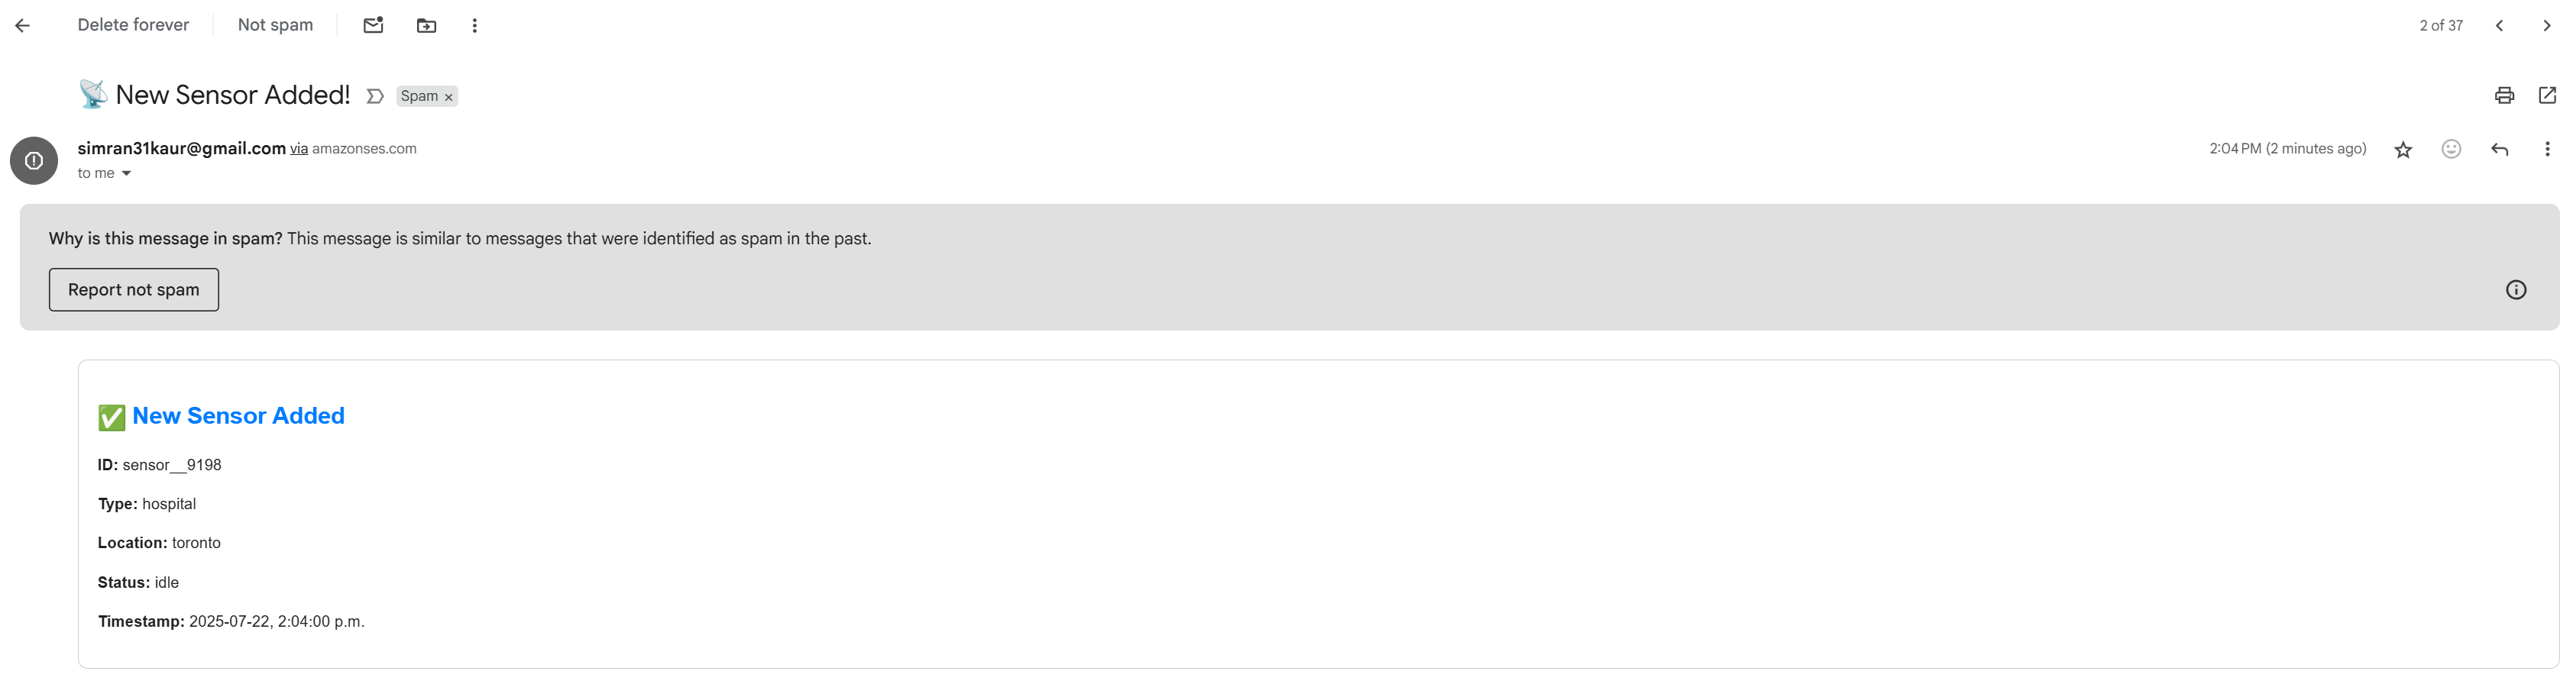 Delete forever Not spam 2 of 37
📡 New Sensor Added! Spam ×
simran31kaur@gmail.com via amazonses.com 2:04 PM (2 minutes ago)
to me
Why is this message in spam? This message is similar to messages that were identified as spam in the past.
Report not spam
✅ New Sensor Added
ID: sensor__9198
Type: hospital
Location: toronto
Status: idle
Timestamp: 2025-07-22, 2:04:00 p.m.